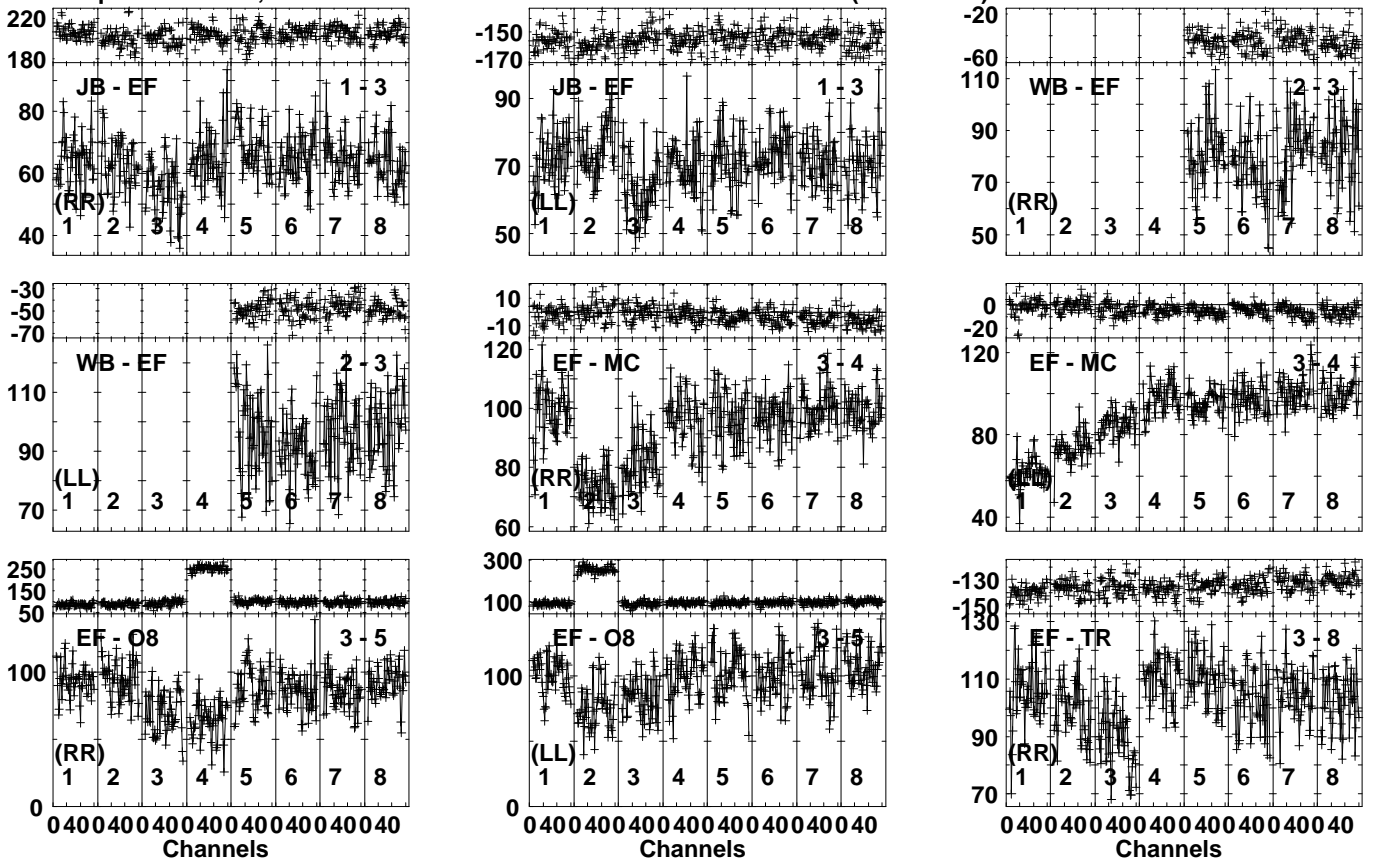 220
180
JB - EF 1 - 3
80
60
40
(RR)
1 2 3 4 5 6 7 8
-150
-170
JB - EF 1 - 3
90
70
50
(LL)
1 2 3 4 5 6 7 8
-20
-60
WB - EF 2 - 3
110
90
70
50
(RR)
1 2 3 4 5 6 7 8
-30
-50
-70
WB - EF 2 - 3
110
90
70
(LL)
1 2 3 4 5 6 7 8
10
-10
EF - MC 3 - 4
120
100
80
60
(RR)
1 2 3 4 5 6 7 8
0
-20
EF - MC 3 - 4
120
80
40
(LL)
1 2 3 4 5 6 7 8
250
150
50
EF - O8 3 - 5
100
0
(RR)
1 2 3 4 5 6 7 8
0 40 0 40 0 40 0 40 0 40 0 40 0 40 0 40
Channels
300
100
EF - O8 3 - 5
100
0
(LL)
1 2 3 4 5 6 7 8
0 40 0 40 0 40 0 40 0 40 0 40 0 40 0 40
Channels
-130
-150
EF - TR 3 - 8
130
110
90
70
(RR)
1 2 3 4 5 6 7 8
0 40 0 40 0 40 0 40 0 40 0 40 0 40 0 40
Channels